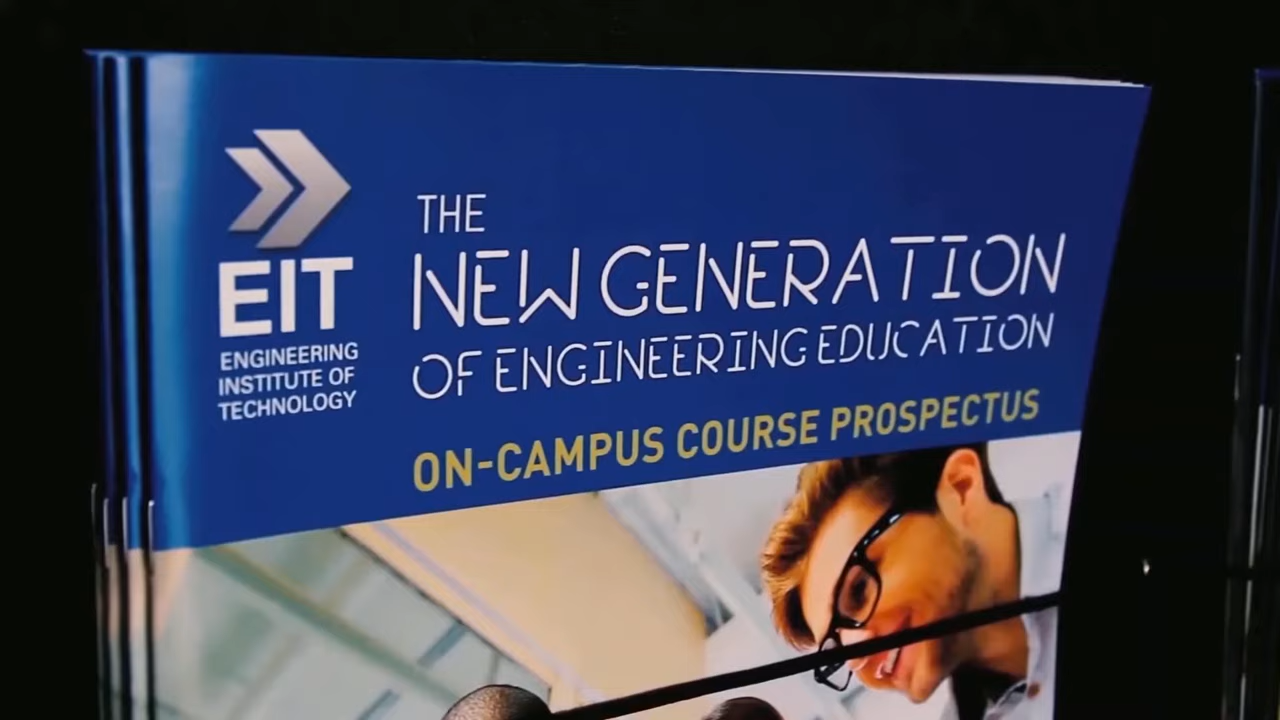 EIT
ENGINEERING
INSTITUTE OF
TECHNOLOGY
THE
NEW GENERATION
OF ENGINEERING EDUCATION
ON-CAMPUS COURSE PROSPECTUS